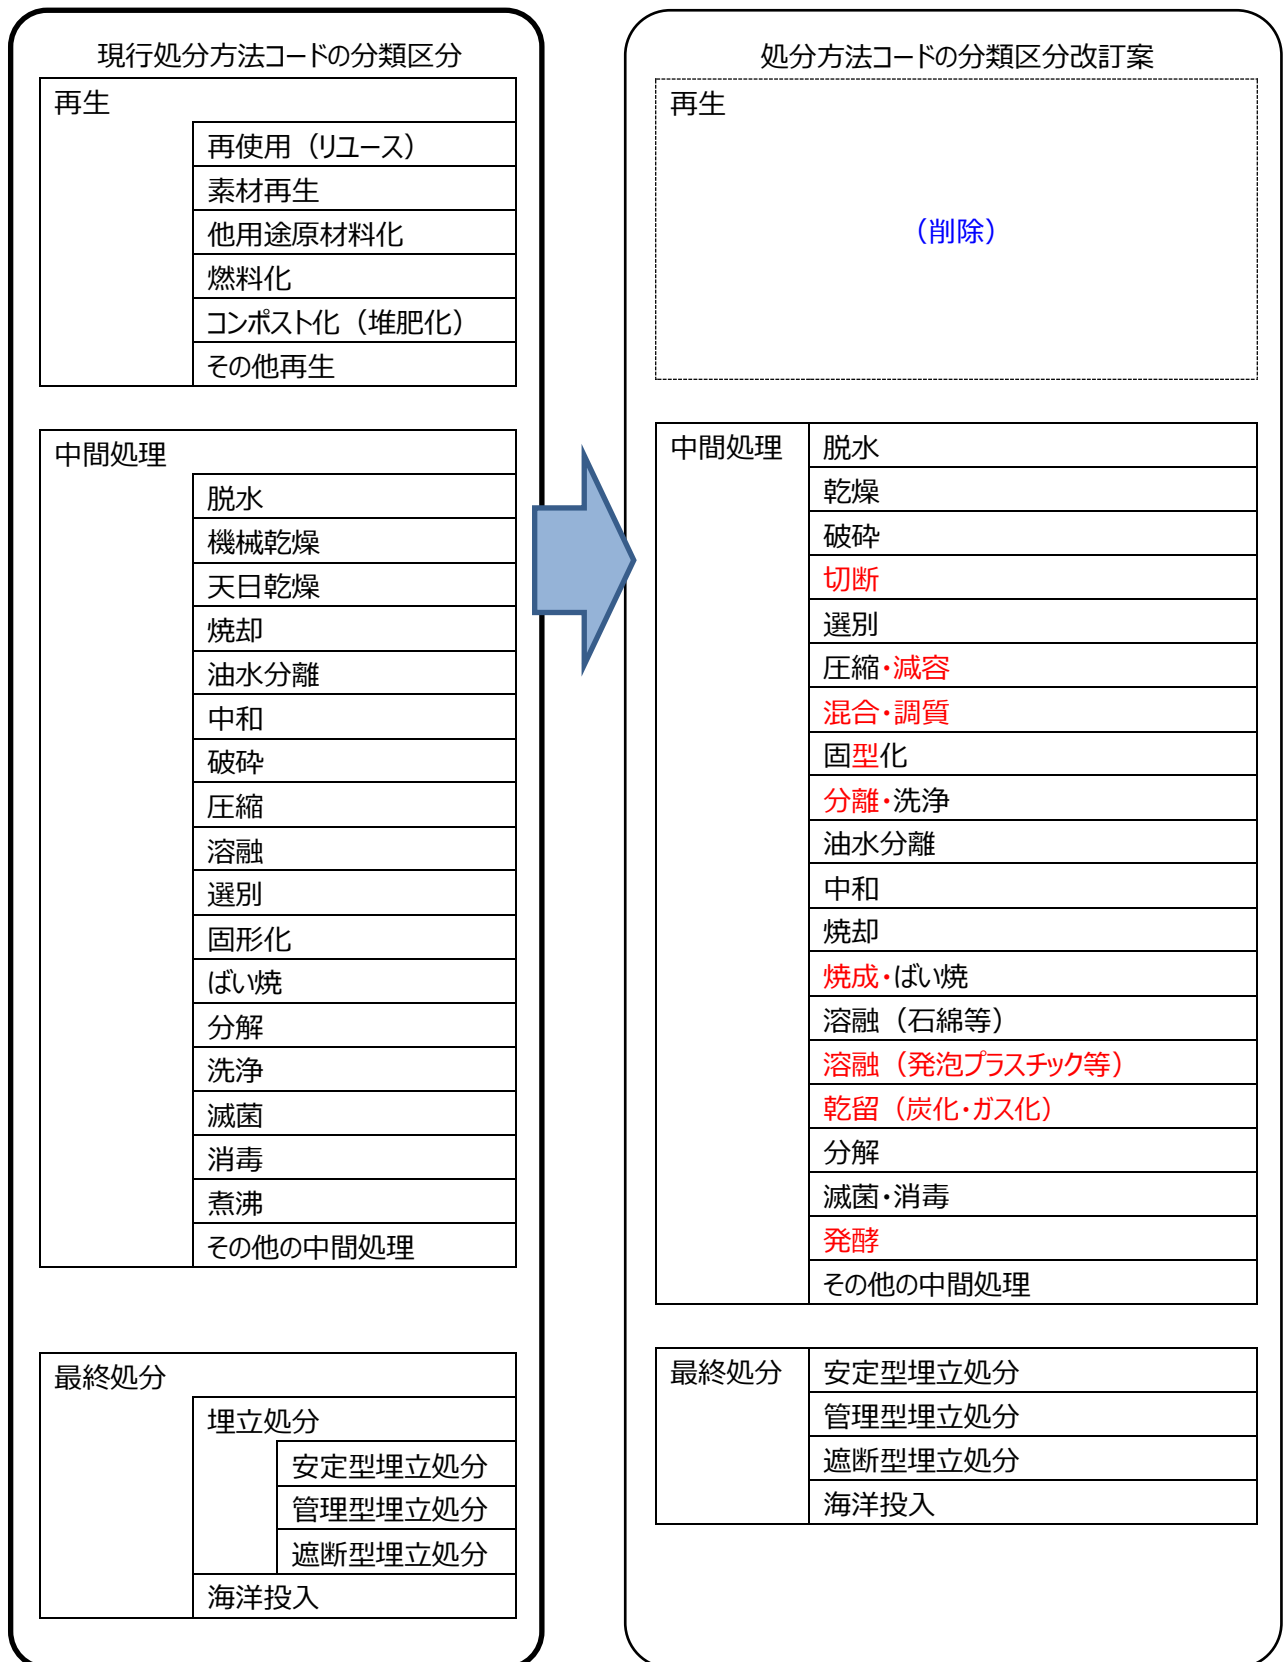 現行処分方法コードの分類区分
再生
再使用（リユース）
素材再生
他用途原材料化
燃料化
コンポスト化（堆肥化）
その他再生
中間処理
脱水
機械乾燥
天日乾燥
焼却
油水分離
中和
破砕
圧縮
溶融
選別
固形化
ばい焼
分解
洗浄
滅菌
消毒
煮沸
その他の中間処理
最終処分
埋立処分
安定型埋立処分
管理型埋立処分
遮断型埋立処分
海洋投入
処分方法コードの分類区分改訂案
再生
（削除）
中間処理
脱水
乾燥
破砕
切断
選別
圧縮・減容
混合・調質
固型化
分離・洗浄
油水分離
中和
焼却
焼成・ばい焼
溶融（石綿等）
溶融（発泡プラスチック等）
乾留（炭化・ガス化）
分解
滅菌・消毒
発酵
その他の中間処理
最終処分
安定型埋立処分
管理型埋立処分
遮断型埋立処分
海洋投入